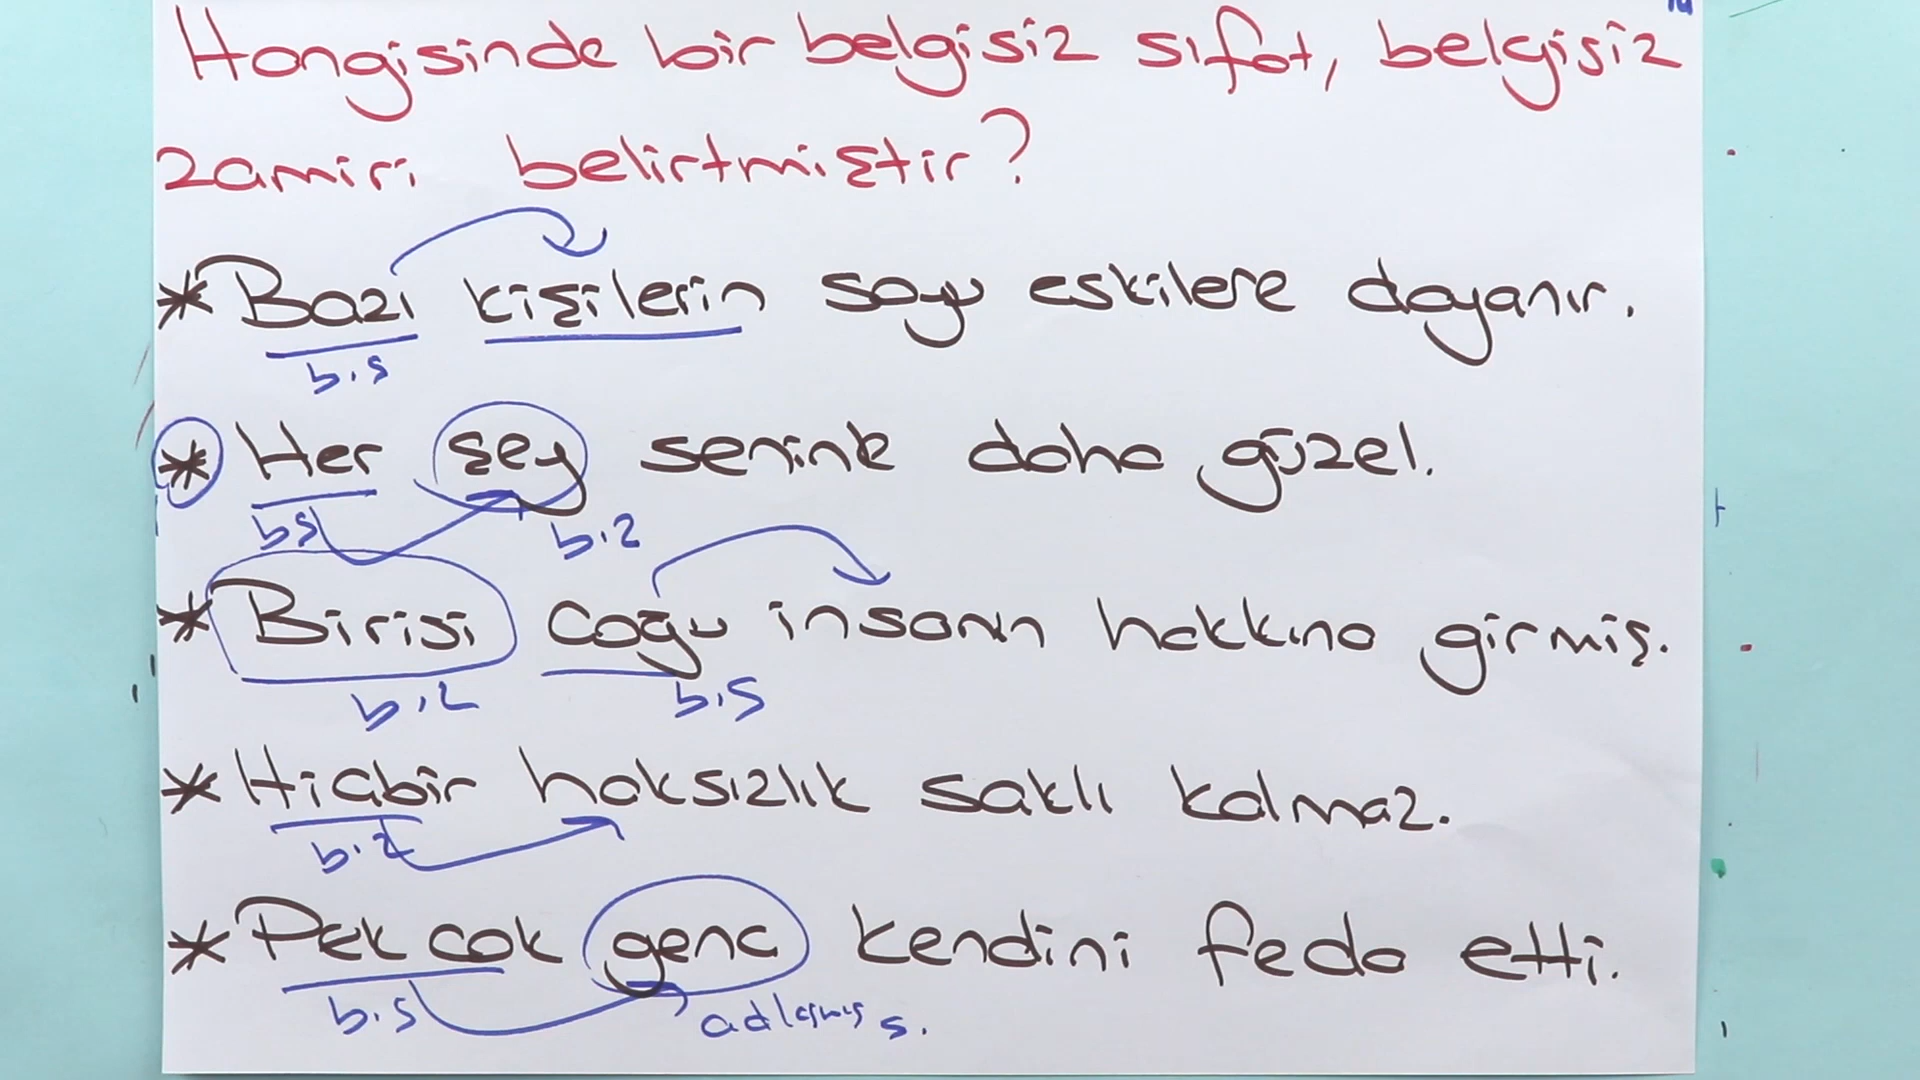 Hangisinde bir belgisiz sıfat, belgisiz
zamiri belirtmiştir?
* Bazı kişilerin soyu eskilere dayanır.
b.s
* Her şey seninle daha güzel.
bs b.z
* Birisi çoğu insanın hakkına girmiş.
b.z b.s
* Hiçbir haksızlık saklı kalmaz.
* Pek çok genç kendini feda etti.
b.s adlaşmış s.